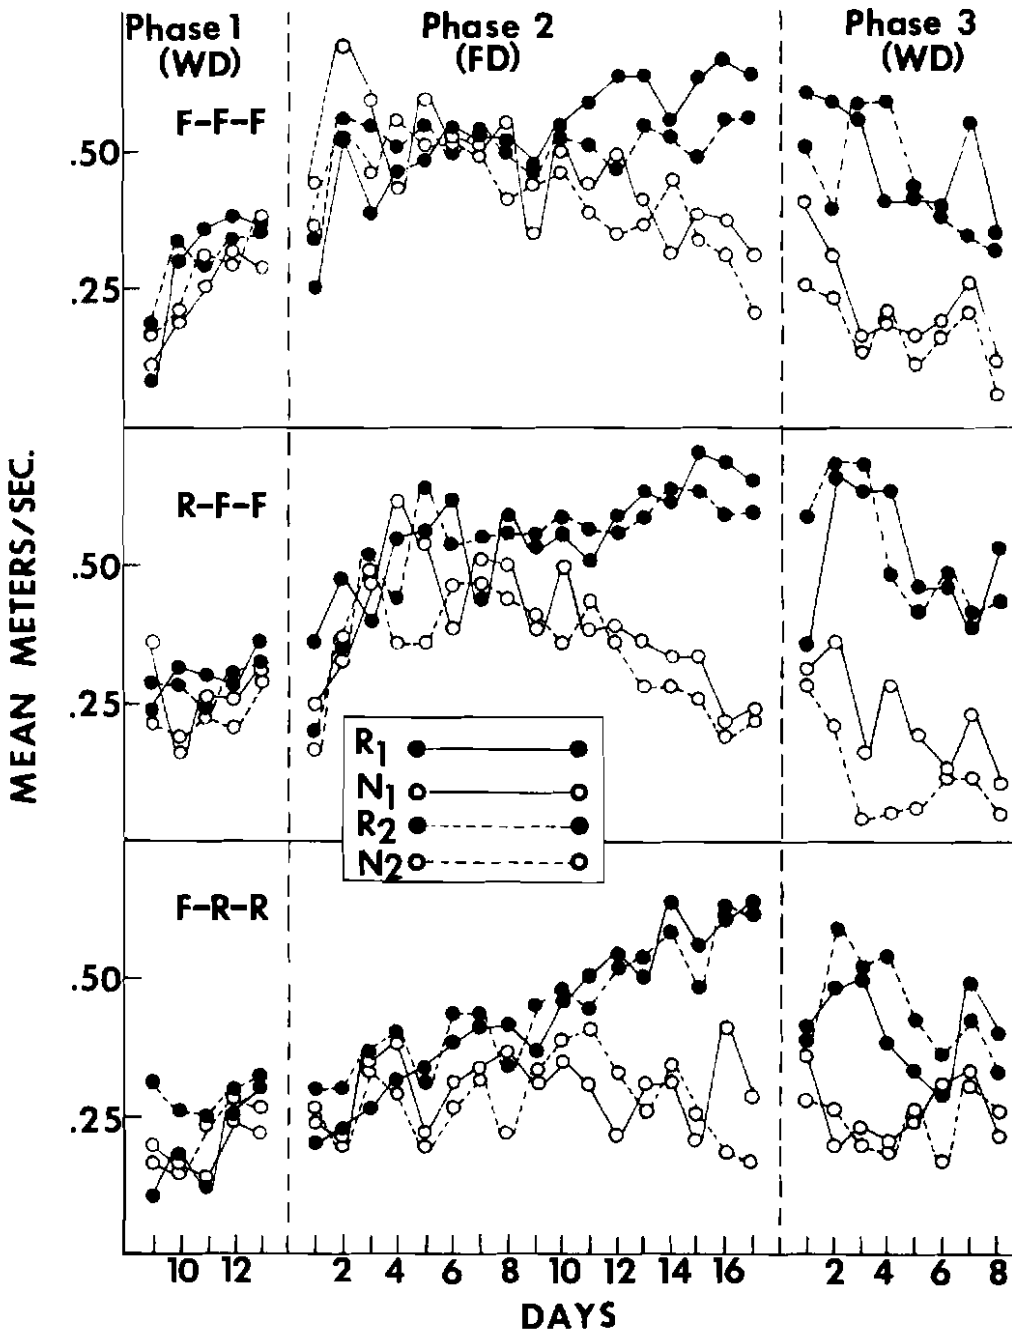 Phase 1 Phase 2 Phase 3
(WD) (FD) (WD)
F-F-F
.50
.25
R-F-F
.50
.25
R1
N1
R2
N2
F-R-R
.50
.25
10 12 2 4 6 8 10 12 14 16 2 4 6 8
DAYS
MEAN METERS/SEC.